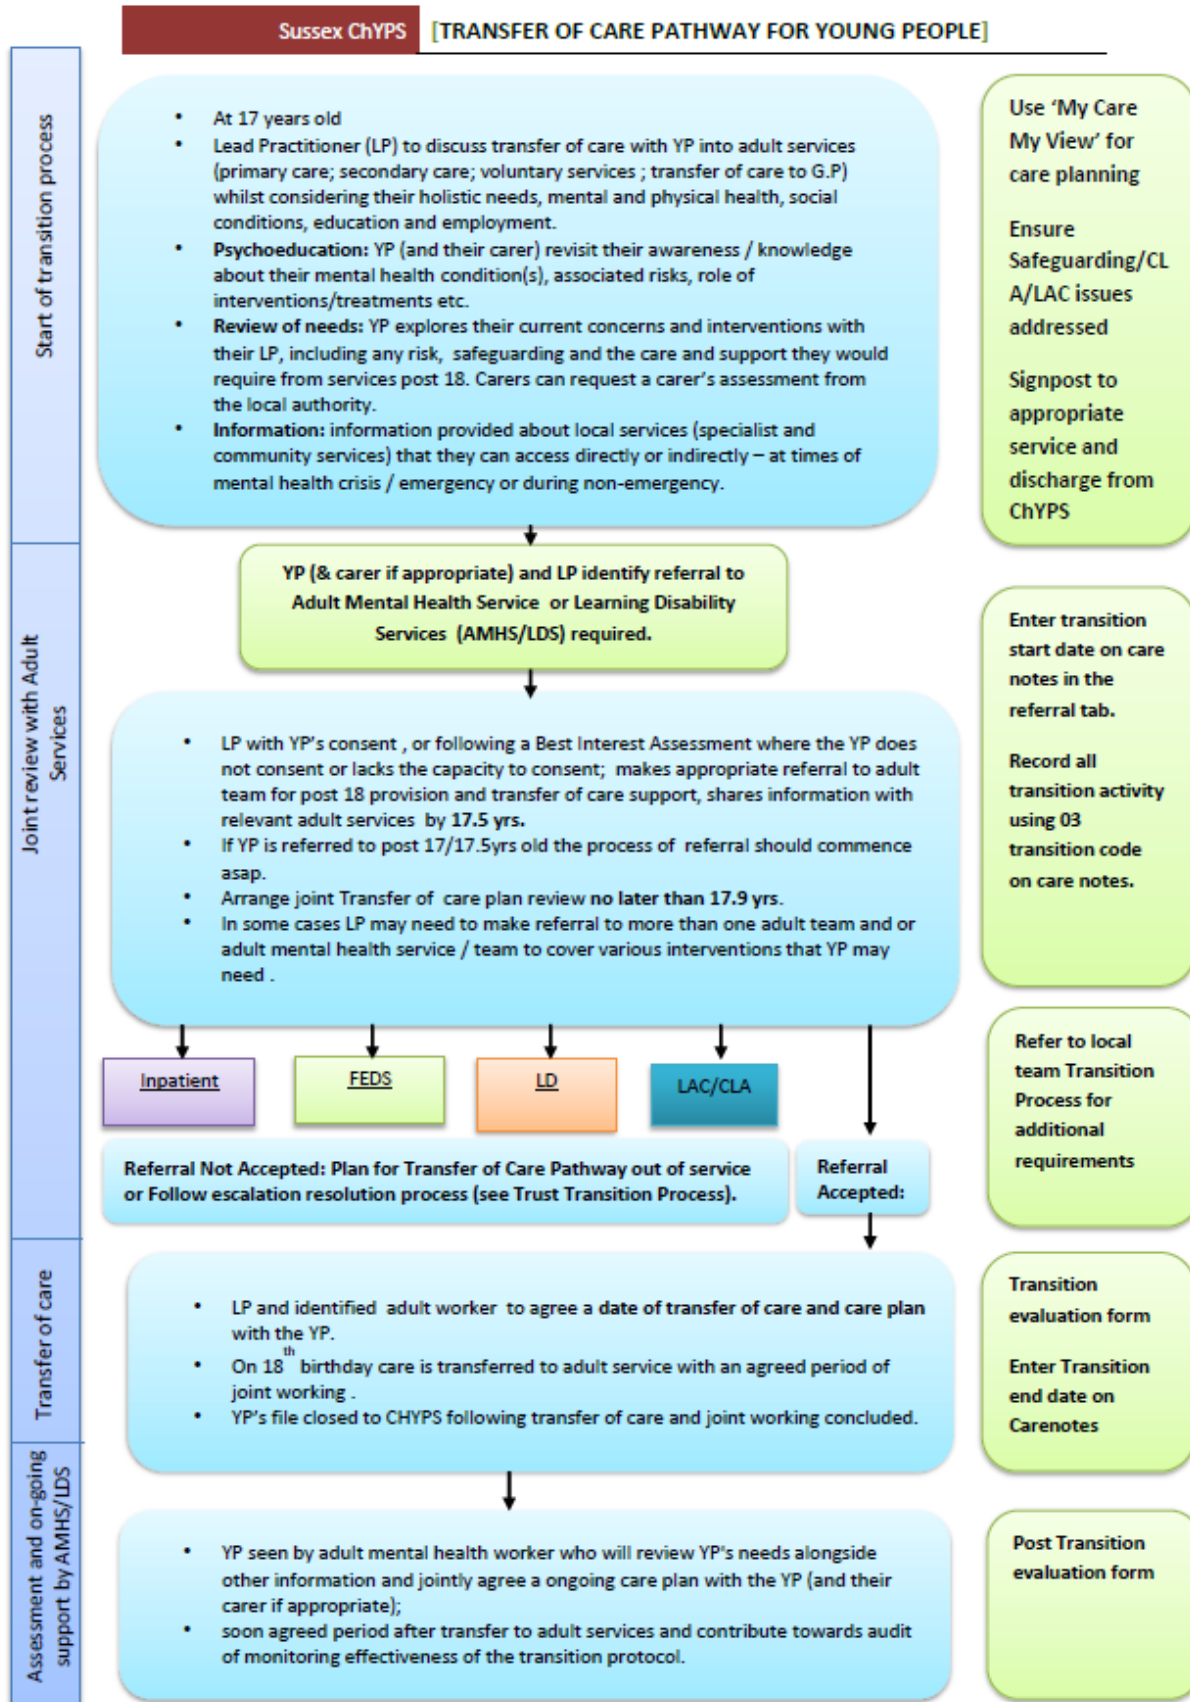 Sussex ChYPS [TRANSFER OF CARE PATHWAY FOR YOUNG PEOPLE]
Start of transition process
• At 17 years old
• Lead Practitioner (LP) to discuss transfer of care with YP into adult services
(primary care; secondary care; voluntary services ; transfer of care to G.P)
whilst considering their holistic needs, mental and physical health, social
conditions, education and employment.
• Psychoeducation: YP (and their carer) revisit their awareness / knowledge
about their mental health condition(s), associated risks, role of
interventions/treatments etc.
• Review of needs: YP explores their current concerns and interventions with
their LP, including any risk, safeguarding and the care and support they would
require from services post 18. Carers can request a carer's assessment from
the local authority.
• Information: information provided about local services (specialist and
community services) that they can access directly or indirectly – at times of
mental health crisis / emergency or during non-emergency.
Use 'My Care
My View' for
care planning
Ensure
Safeguarding/CL
A/LAC issues
addressed
Signpost to
appropriate
service and
discharge from
ChYPS
Joint review with Adult
Services
YP (& carer if appropriate) and LP identify referral to
Adult Mental Health Service or Learning Disability
Services (AMHS/LDS) required.
• LP with YP's consent , or following a Best Interest Assessment where the YP does
not consent or lacks the capacity to consent; makes appropriate referral to adult
team for post 18 provision and transfer of care support, shares information with
relevant adult services by 17.5 yrs.
• If YP is referred to post 17/17.5yrs old the process of referral should commence
asap.
• Arrange joint Transfer of care plan review no later than 17.9 yrs.
• In some cases LP may need to make referral to more than one adult team and or
adult mental health service / team to cover various interventions that YP may
need .
Enter transition
start date on care
notes in the
referral tab.
Record all
transition activity
using 03
transition code
on care notes.
Inpatient
FEDS
LD
LAC/CLA
Refer to local
team Transition
Process for
additional
requirements
Referral Not Accepted: Plan for Transfer of Care Pathway out of service
or Follow escalation resolution process (see Trust Transition Process).
Referral
Accepted:
Transfer of care
• LP and identified adult worker to agree a date of transfer of care and care plan
with the YP.
• On 18th birthday care is transferred to adult service with an agreed period of
joint working .
• YP's file closed to CHYPS following transfer of care and joint working concluded.
Transition
evaluation form
Enter Transition
end date on
Carenotes
Assessment and on-going
support by AMHS/LDS
• YP seen by adult mental health worker who will review YP's needs alongside
other information and jointly agree a ongoing care plan with the YP (and their
carer if appropriate);
• soon agreed period after transfer to adult services and contribute towards audit
of monitoring effectiveness of the transition protocol.
Post Transition
evaluation form